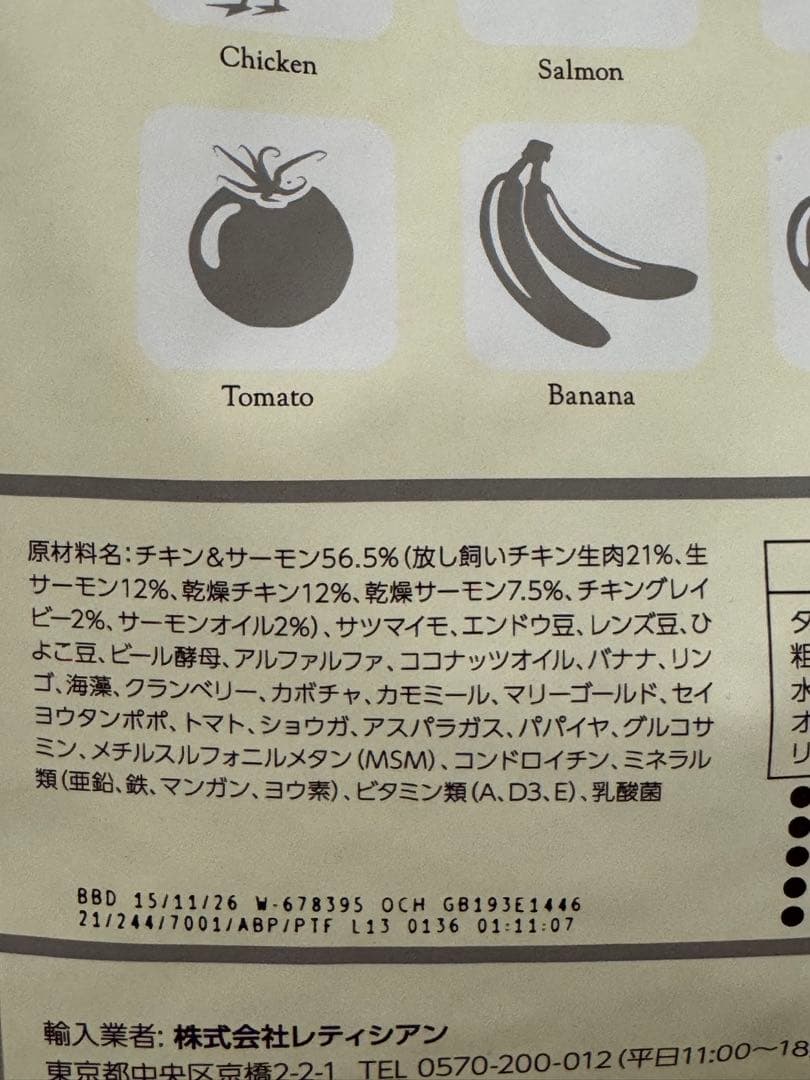 Chicken
Salmon
Tomato
Banana
原材料名：チキン&サーモン56.5%（放し飼いチキン生肉21%、生
サーモン12%、乾燥チキン12%、乾燥サーモン7.5%、チキングレイ
ビー2%、サーモンオイル2%）、サツマイモ、エンドウ豆、レンズ豆、ひ
よこ豆、ビール酵母、アルファルファ、ココナッツオイル、バナナ、リン
ゴ、海藻、クランベリー、カボチャ、カモミール、マリーゴールド、セイ
ヨウタンポポ、トマト、ショウガ、アスパラガス、パパイヤ、グルコサ
ミン、メチルスルフォニルメタン（MSM）、コンドロイチン、ミネラル
類（亜鉛、鉄、マンガン、ヨウ素）、ビタミン類（A、D3、E）、乳酸菌
タ
粗
水
オ
リ
●
●
●
●
●
BBD 15/11/26 W-678395 OCH GB193E1446
21/244/7001/ABP/PTF L13 0136 01:11:07
輸入業者: 株式会社レティシアン
東京都中央区京橋2-2-1 TEL 0570-200-012（平日11:00〜18